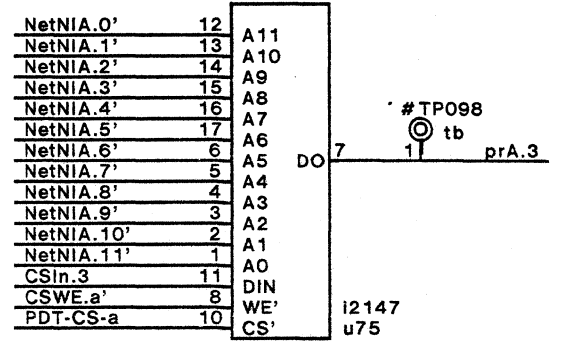 NetNIA.0' 12 A11
NetNIA.1' 13 A10
NetNIA.2' 14 A9
NetNIA.3' 15 A8
NetNIA.4' 16 A7
NetNIA.5' 17 A6
NetNIA.6' 6 A5
NetNIA.7' 5 A4
NetNIA.8' 4 A3
NetNIA.9' 3 A2
NetNIA.10' 2 A1
NetNIA.11' 1 A0
CSIn.3 11 DIN
CSWE.a' 8 WE'
PDT-CS-a 10 CS'
#TP098
tb
DO 7 1 prA.3
i2147
u75